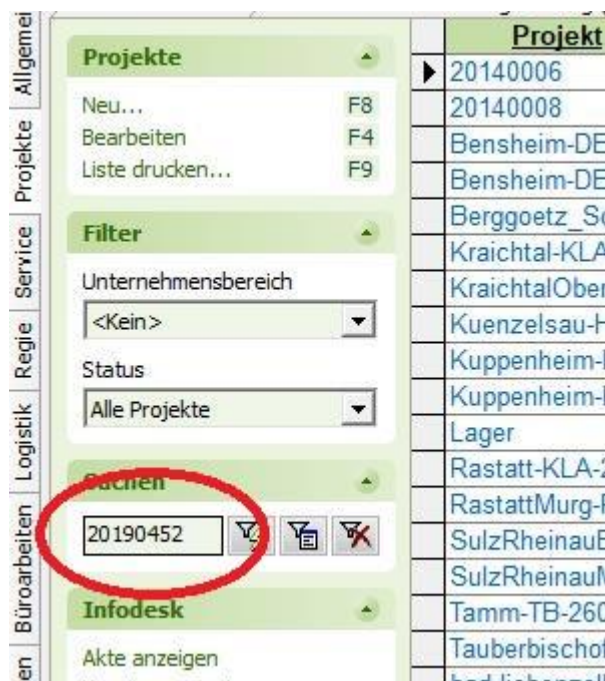 Allgemei
Projekte
Service
Regie
Logistik
Büroarbeiten
en
Projekte
Neu... F8
Bearbeiten F4
Liste drucken... F9
Filter
Unternehmensbereich
<Kein>
Status
Alle Projekte
Suchen
20190452
Infodesk
Akte anzeigen
Projekt
20140006
20140008
Bensheim-DE
Bensheim-DE
Berggoetz_Sc
Kraichtal-KLA
KraichtalOber
Kuenzelsau-H
Kuppenheim-
Kuppenheim-
Lager
Rastatt-KLA-2
RastattMurg-
SulzRheinauE
SulzRheinauM
Tamm-TB-260
Tauberbischof